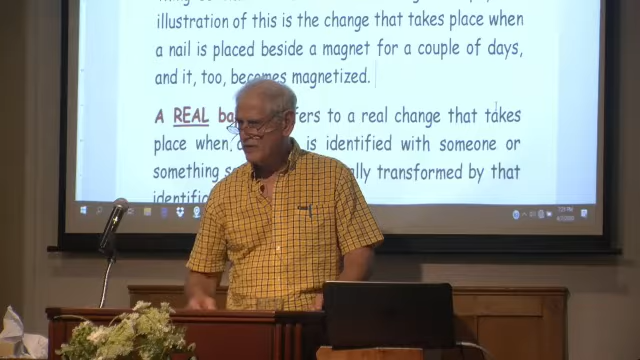 illustration of this is the change that takes place when
a nail is placed beside a magnet for a couple of days,
and it, too, becomes magnetized.
A REAL ba fers to a real change that takes
place when, is identified with someone or
something s ally transformed by that
identific